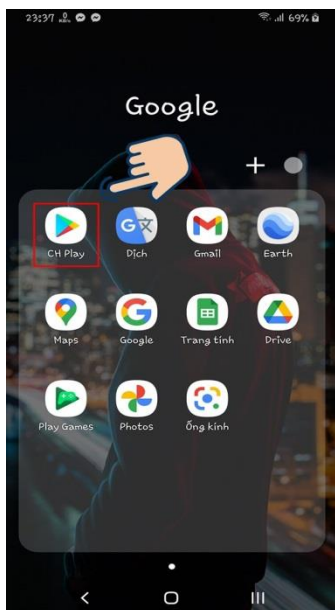 23:37 69%
Google
CH Play Dịch Gmail Earth
Maps Google Trang tính Drive
Play Games Photos Ống kính